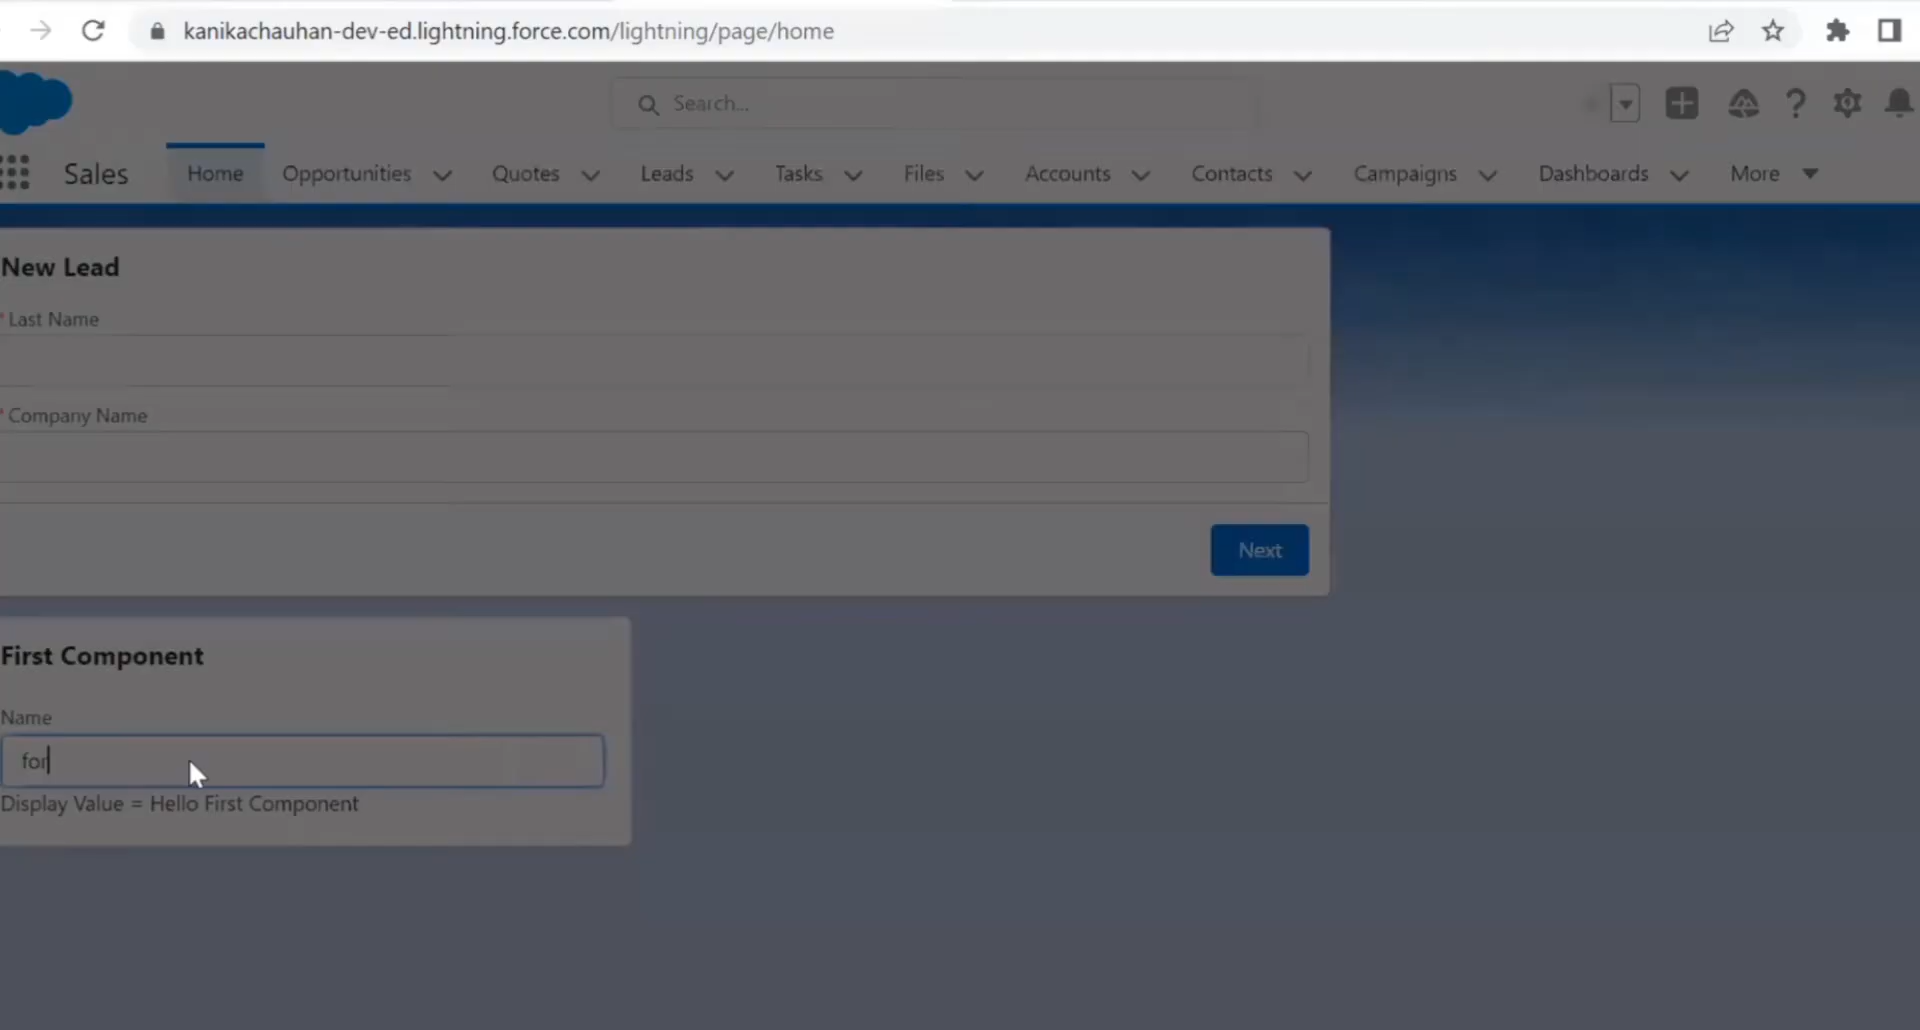 kanikachauhan-dev-ed.lightning.force.com/lightning/page/home
Search...
Sales
Home
Opportunities
Quotes
Leads
Tasks
Files
Accounts
Contacts
Campaigns
Dashboards
More
New Lead
* Last Name
* Company Name
Next
First Component
Name
for
Display Value = Hello First Component